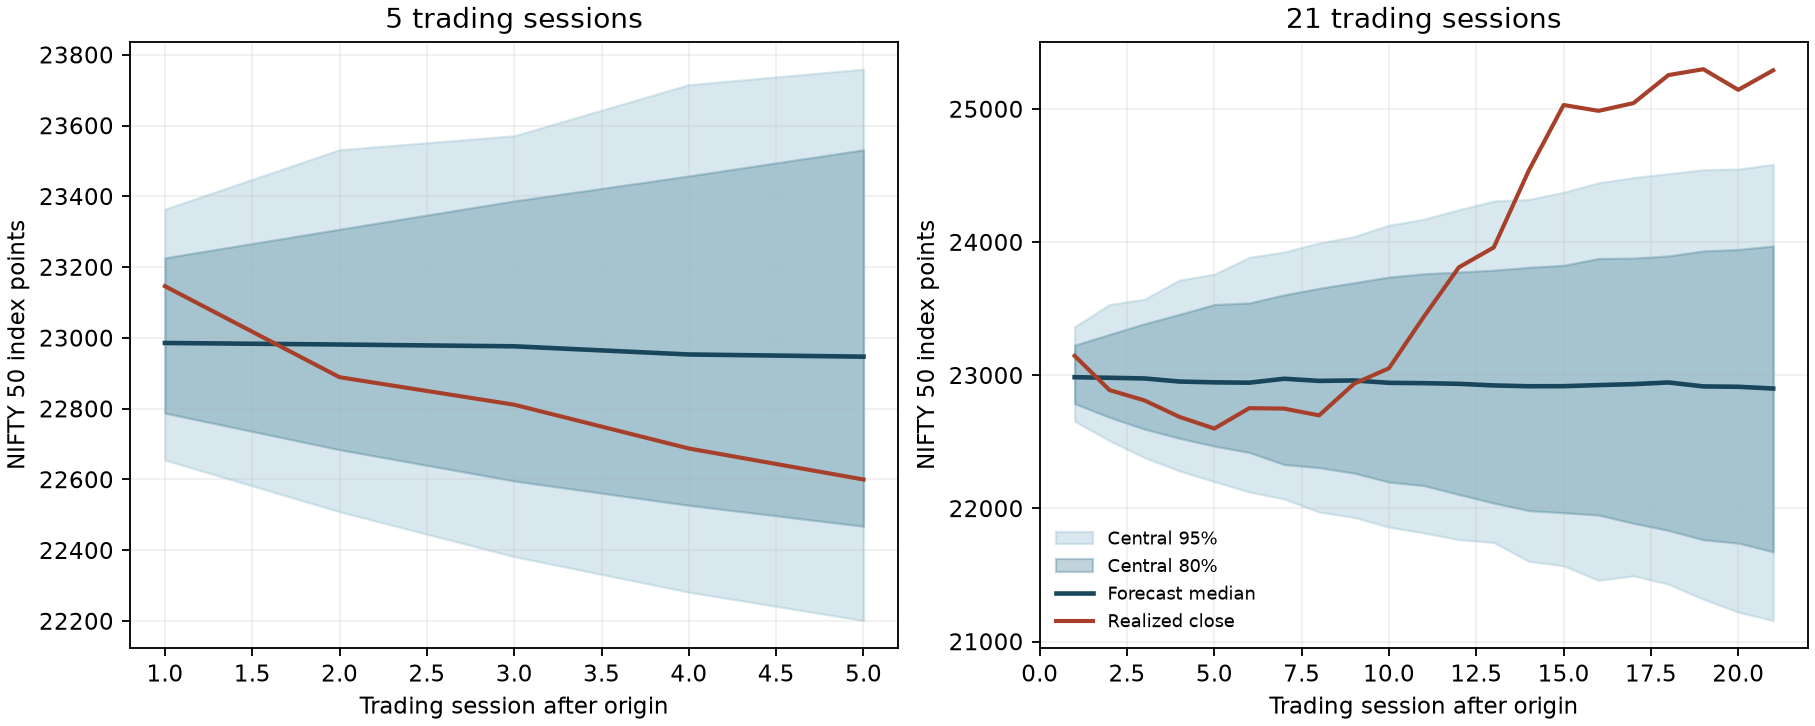 5 trading sessions
NIFTY 50 index points
23800
23600
23400
23200
23000
22800
22600
22400
22200
1.0 1.5 2.0 2.5 3.0 3.5 4.0 4.5 5.0
Trading session after origin
21 trading sessions
NIFTY 50 index points
25000
24000
23000
22000
21000
Central 95%
Central 80%
Forecast median
Realized close
0.0 2.5 5.0 7.5 10.0 12.5 15.0 17.5 20.0
Trading session after origin